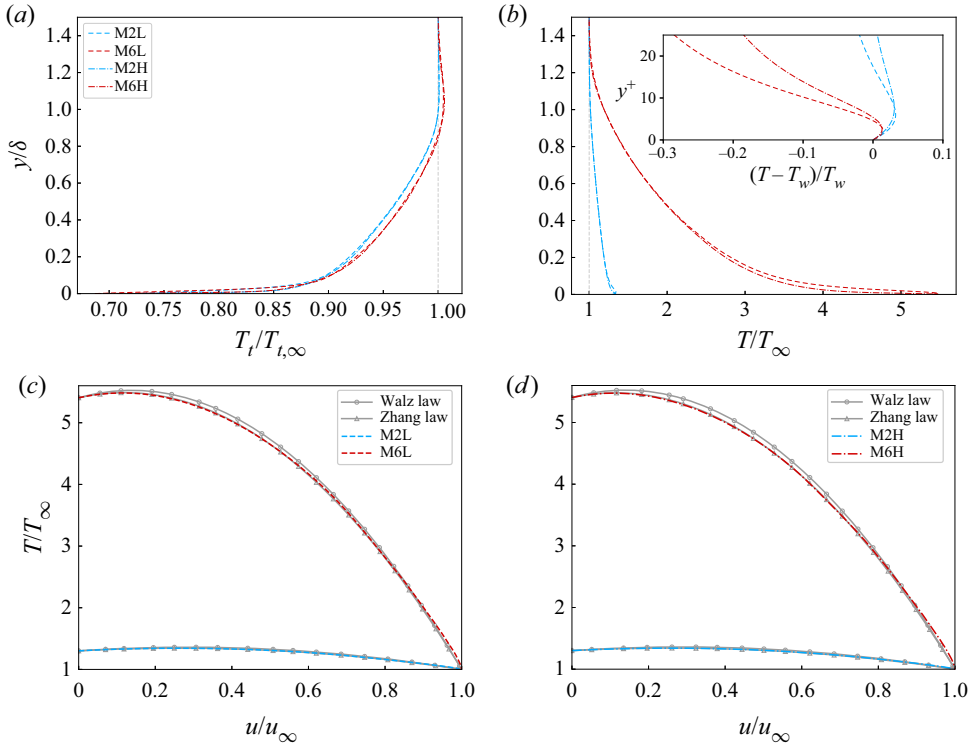 (a)
1.4
1.2
1.0
0.8
0.6
0.4
0.2
0
y/δ
M2L
M6L
M2H
M6H
0.70 0.75 0.80 0.85 0.90 0.95 1.00
T_t/T_{t,∞}
(b)
1.4
1.2
1.0
0.8
0.6
0.4
0.2
0
20
10
0
y⁺
−0.3 −0.2 −0.1 0 0.1
(T − T_w)/T_w
1 2 3 4 5
T/T_∞
(c)
5
4
3
2
1
T/T_∞
Walz law
Zhang law
M2L
M6L
0 0.2 0.4 0.6 0.8 1.0
u/u_∞
(d)
5
4
3
2
1
Walz law
Zhang law
M2H
M6H
0 0.2 0.4 0.6 0.8 1.0
u/u_∞